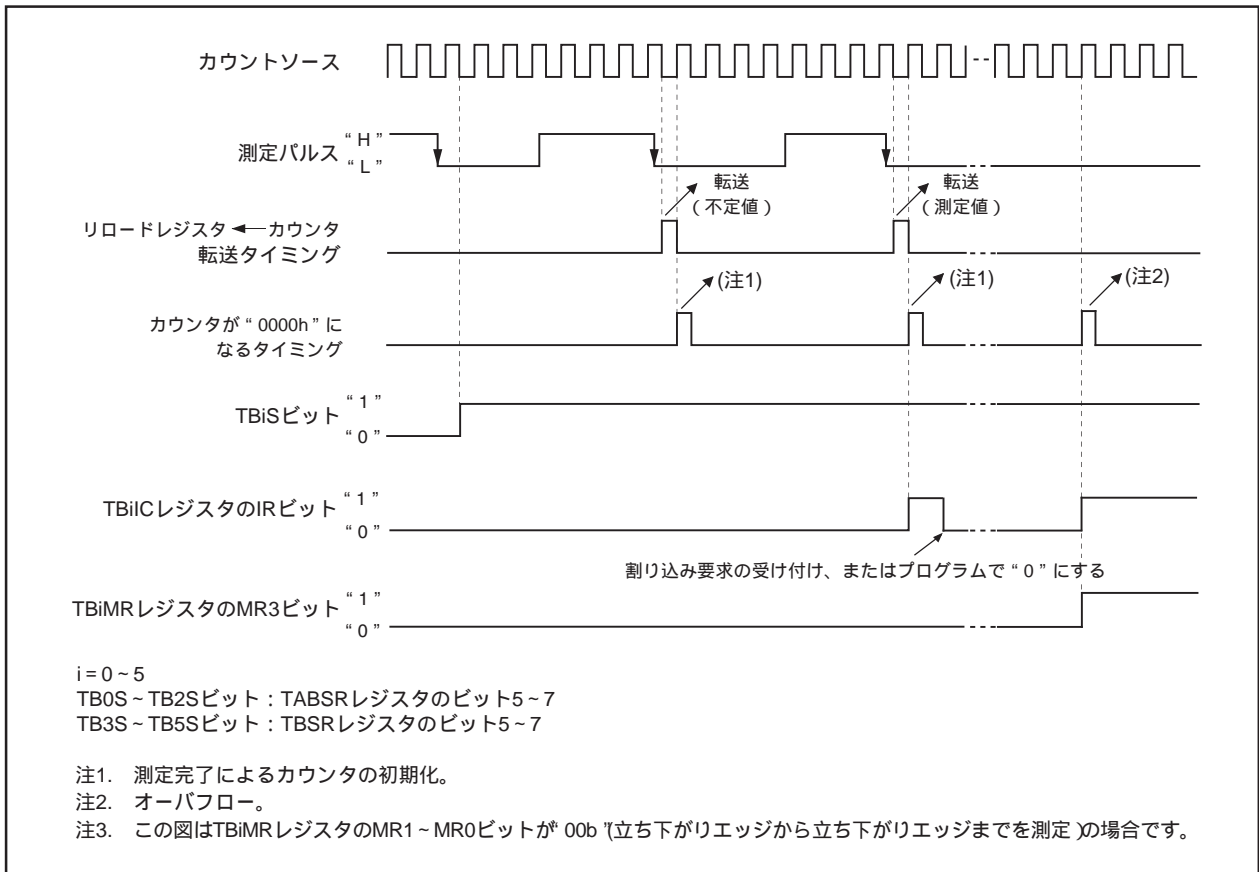 カウントソース
測定パルス
“ H ”
“ L ”
転送
( 不定値 )
転送
( 測定値 )
リロードレジスタ ← カウンタ
転送タイミング
(注1)
(注1)
(注2)
カウンタが “ 0000h ” に
なるタイミング
TBiSビット
“ 1 ”
“ 0 ”
TBiICレジスタのIRビット
“ 1 ”
“ 0 ”
割り込み要求の受け付け、またはプログラムで “ 0 ” にする
TBiMRレジスタのMR3ビット
“ 1 ”
“ 0 ”
i = 0 ~ 5
TB0S ~ TB2Sビット : TABSRレジスタのビット5 ~ 7
TB3S ~ TB5Sビット : TBSRレジスタのビット5 ~ 7
注1. 測定完了によるカウンタの初期化。
注2. オーバフロー。
注3. この図はTBiMRレジスタのMR1 ~ MR0ビットが“ 00b ”(立ち下がりエッジから立ち下がりエッジまでを測定 )の場合です。